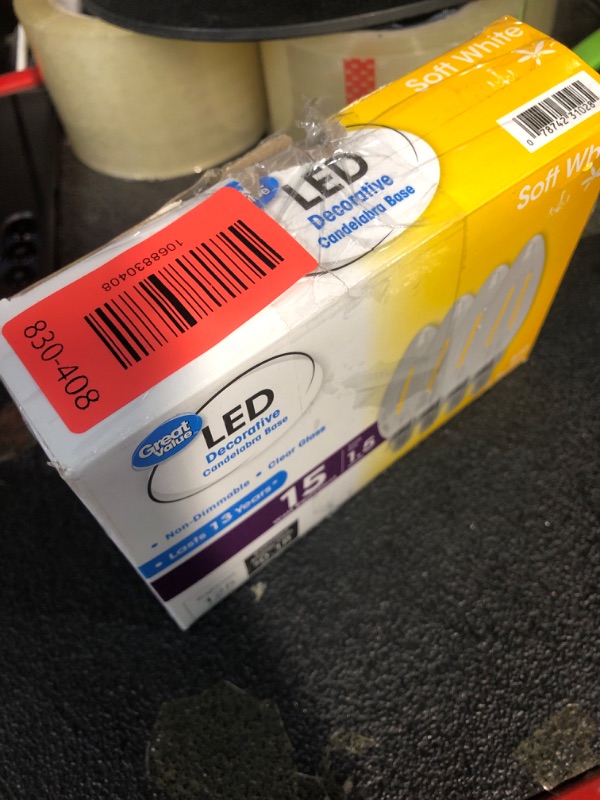 Soft White
0 78742 31028
Soft Wh
LED
Decorative
Candelabra Base
1068830408
830-408
Great Value
LED
Decorative
Candelabra Base
• Non-Dimmable • Clear Glass
• Lasts 13 Years*
15
1.5